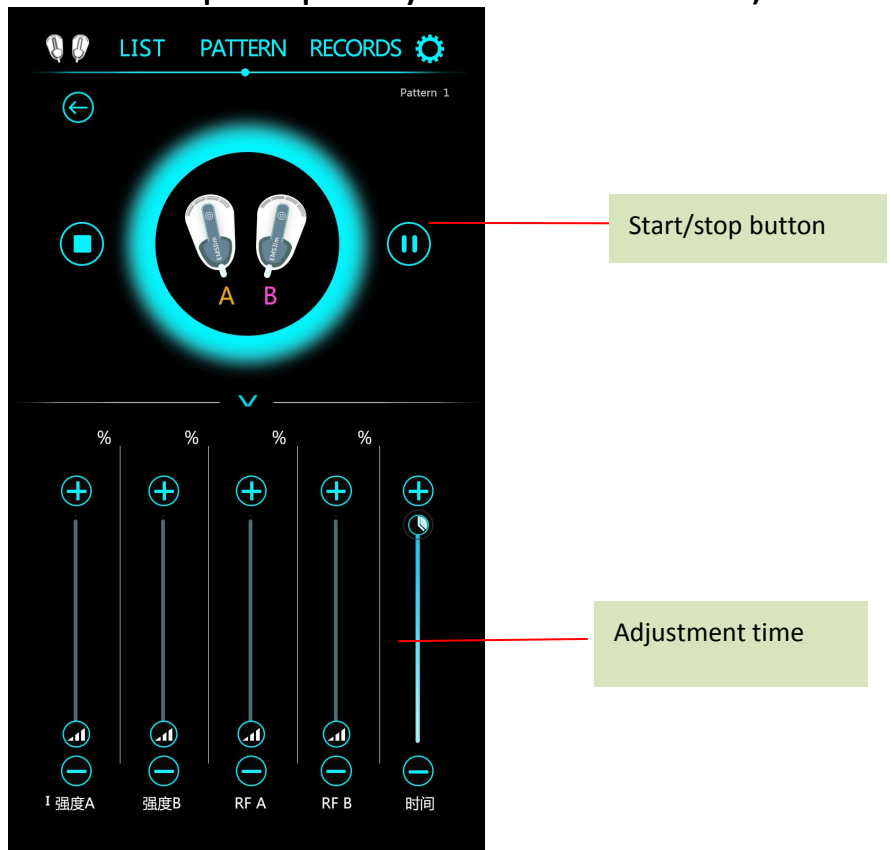 LIST PATTERN RECORDS
Pattern 1
EMSlim EMSlim
A B
Start/stop button
% % % %
Adjustment time
I 强度A 强度B RF A RF B 时间